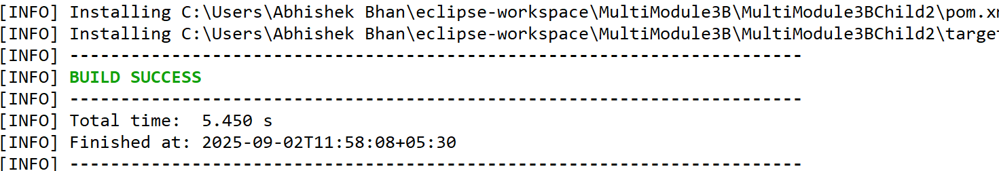 [INFO] Installing C:\Users\Abhishek Bhan\eclipse-workspace\MultiModule3B\MultiModule3BChild2\pom.x
[INFO] Installing C:\Users\Abhishek Bhan\eclipse-workspace\MultiModule3B\MultiModule3BChild2\targe
[INFO] ------------------------------------------------------------------------
[INFO] BUILD SUCCESS
[INFO] ------------------------------------------------------------------------
[INFO] Total time:  5.450 s
[INFO] Finished at: 2025-09-02T11:58:08+05:30
[INFO] ------------------------------------------------------------------------